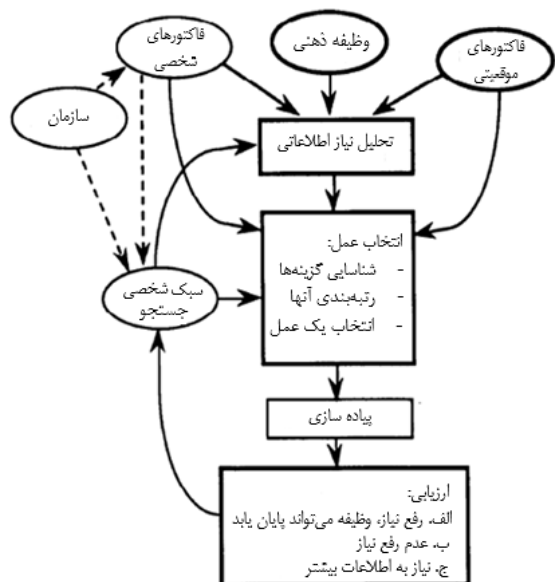 فاکتورهای
شخصی
وظیفه ذهنی
فاکتورهای
موقعیتی
سازمان
تحلیل نیاز اطلاعاتی
انتخاب عمل:
- شناسایی گزینه‌ها
- رتبه‌بندی آنها
- انتخاب یک عمل
سبک شخصی
جستجو
پیاده سازی
ارزیابی:
الف. رفع نیاز، وظیفه می‌تواند پایان یابد
ب. عدم رفع نیاز
ج. نیاز به اطلاعات بیشتر